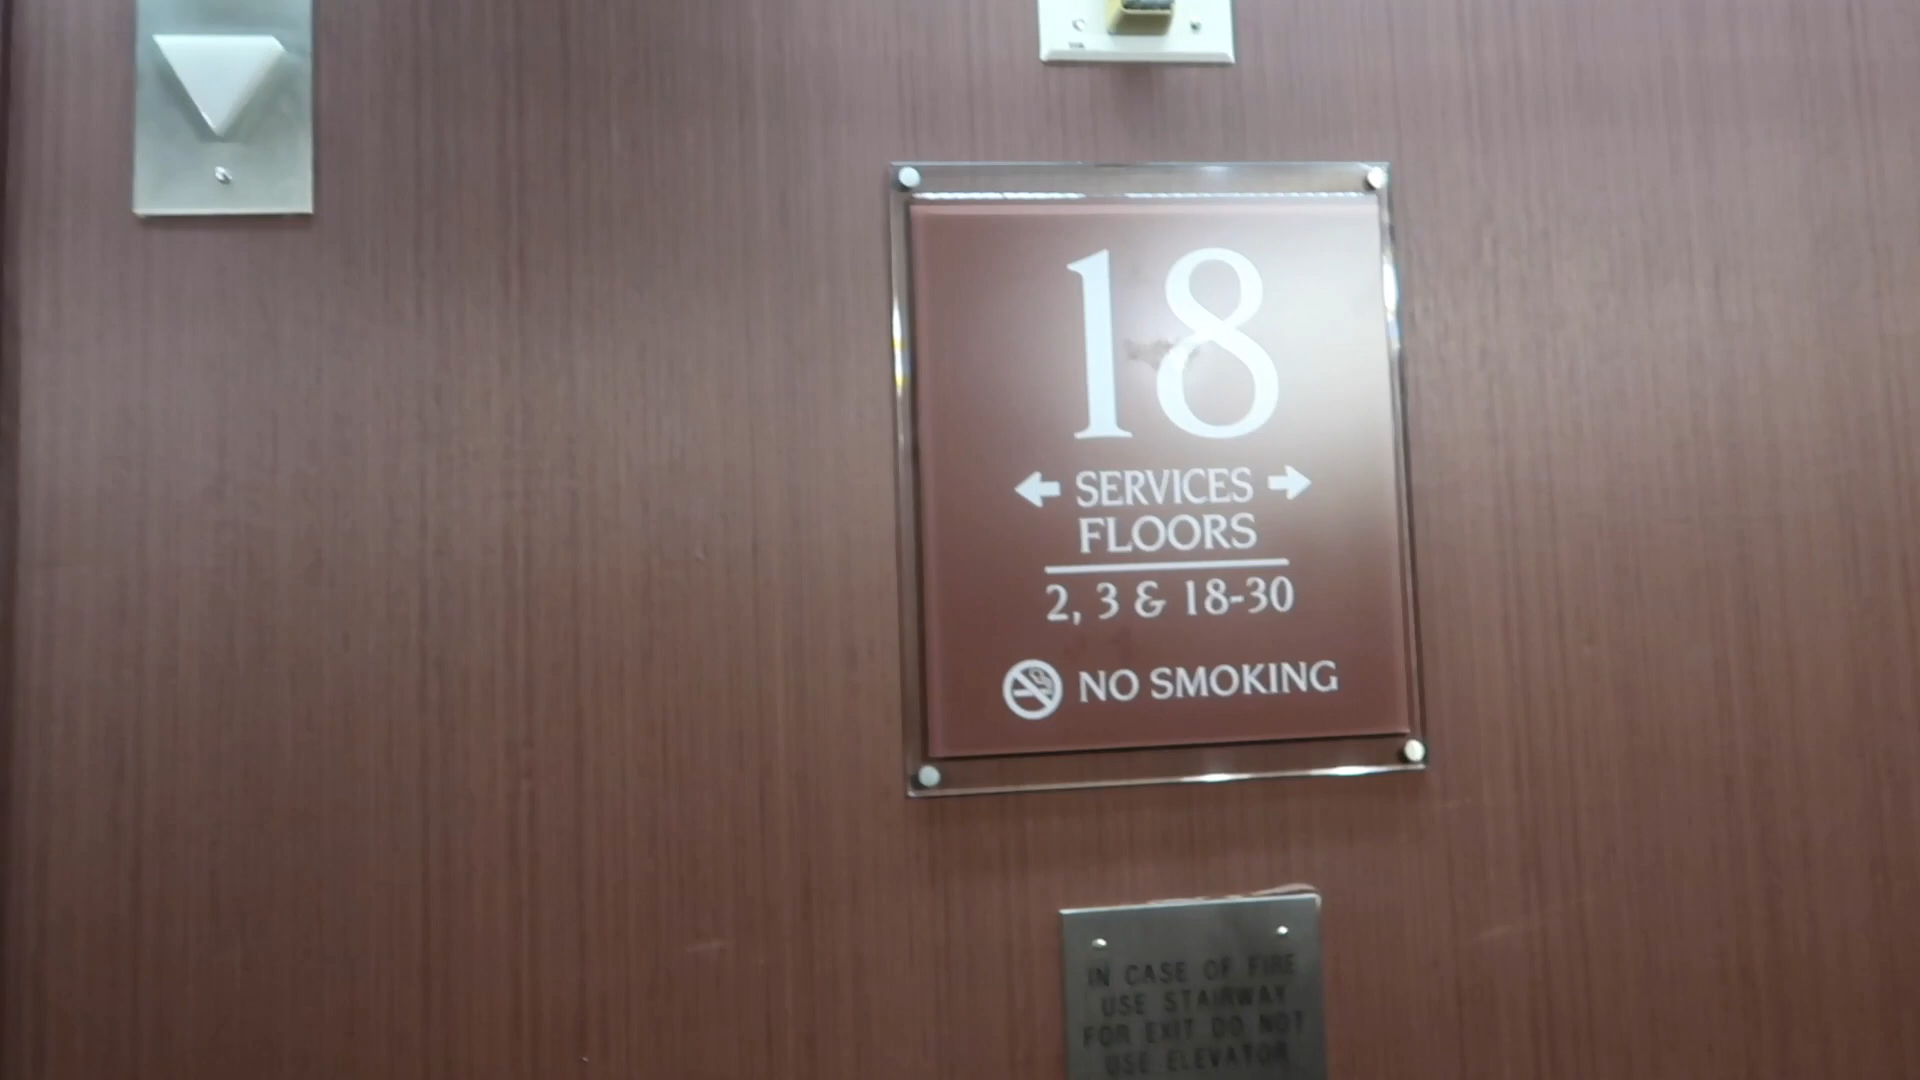 18
SERVICES
FLOORS
2, 3 & 18-30
NO SMOKING
IN CASE OF FIRE
USE STAIRWAY
FOR EXIT DO NOT
USE ELEVATOR